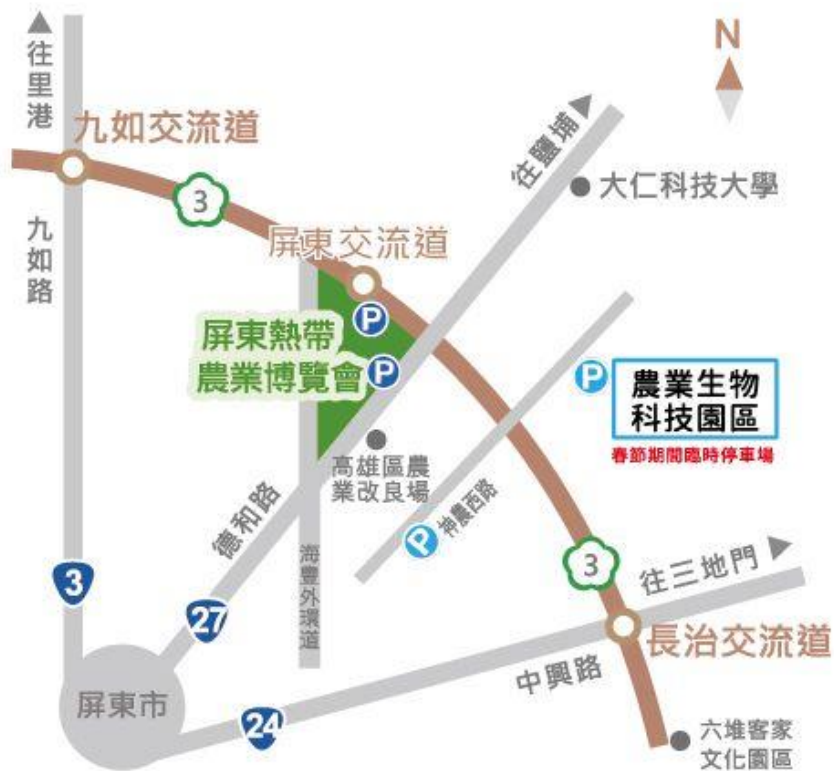 往里港
N
九如交流道
3
往鹽埔
大仁科技大學
九如路
屏東交流道
P
屏東熱帶
農業博覽會
P
P
農業生物
科技園區
春節期間臨時停車場
高雄區農
業改良場
德和路
神農西路
P
海豐外環道
3
3
往三地門
27
長治交流道
中興路
屏東市
24
六堆客家
文化園區